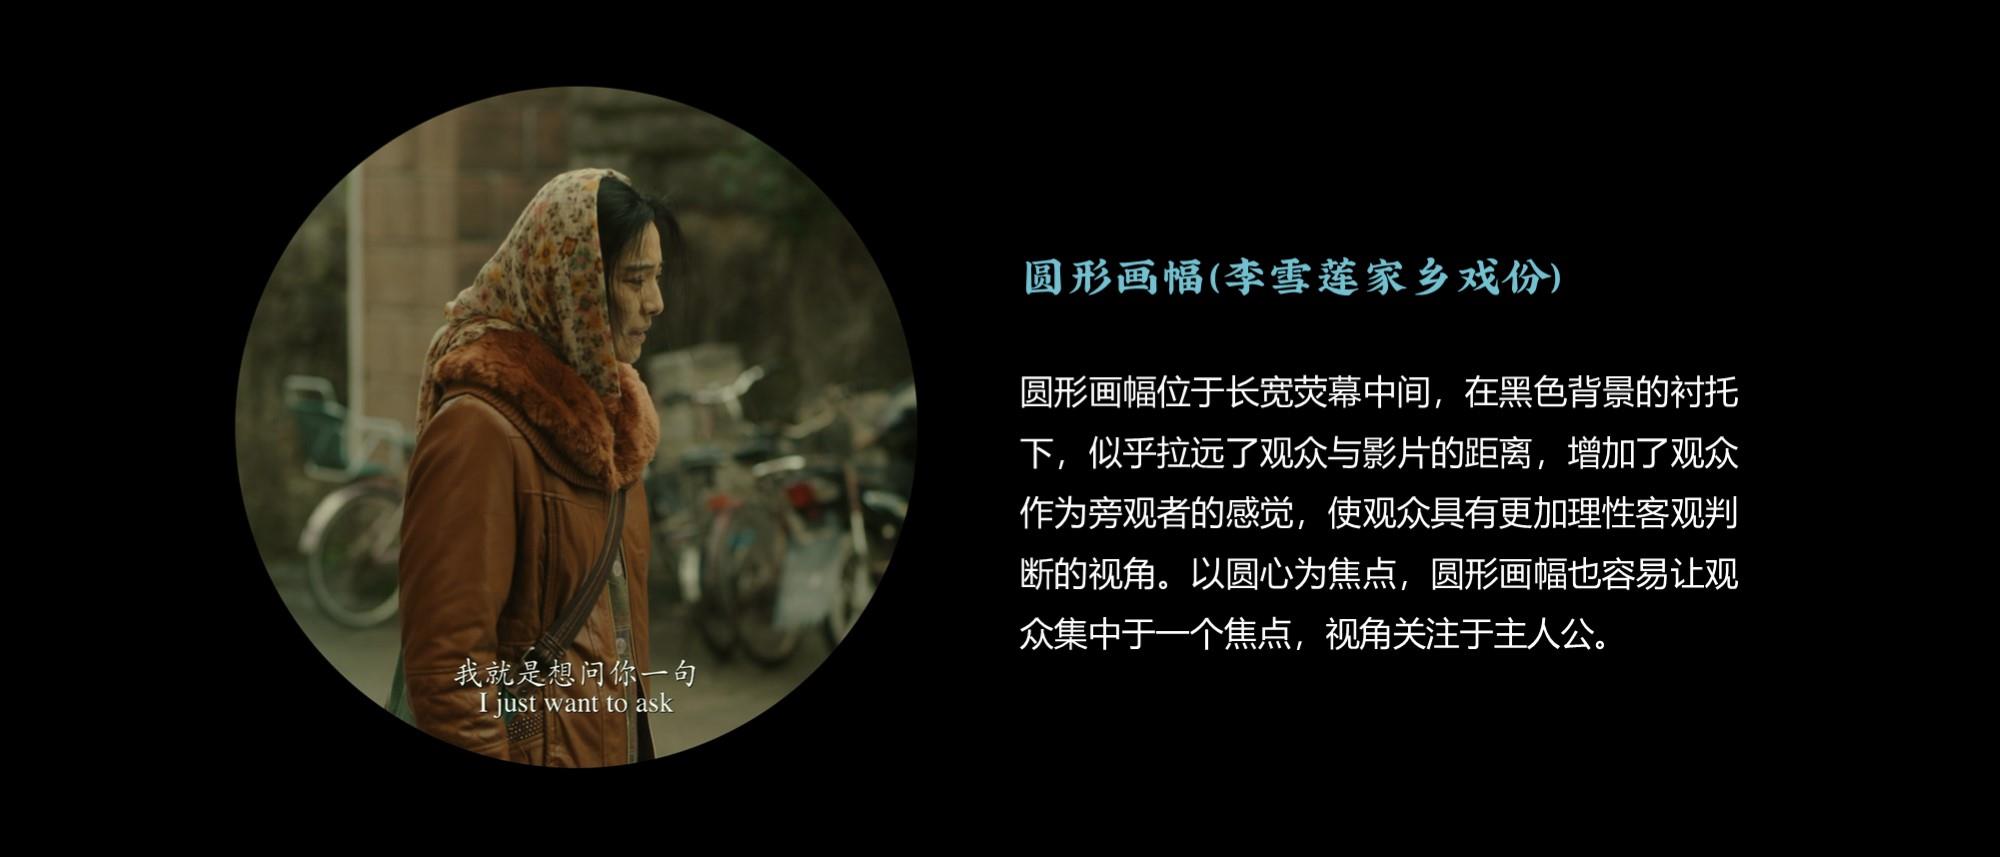 圆形画幅(李雪莲家乡戏份)
圆形画幅位于长宽荧幕中间，在黑色背景的衬托
下，似乎拉远了观众与影片的距离，增加了观众
作为旁观者的感觉，使观众具有更加理性客观判
断的视角。以圆心为焦点，圆形画幅也容易让观
众集中于一个焦点，视角关注于主人公。
我就是想问你一句
I just want to ask